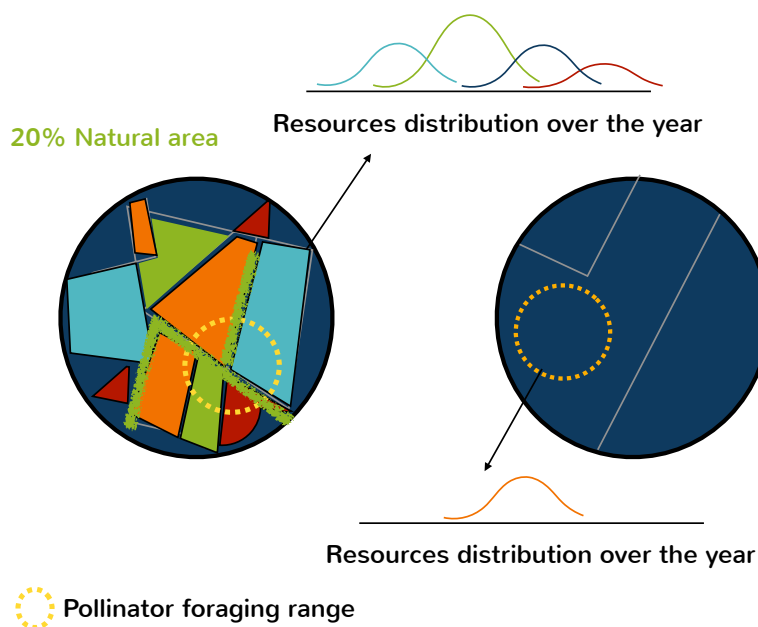 Resources distribution over the year
20% Natural area
Resources distribution over the year
Pollinator foraging range